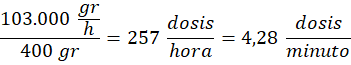 103.000 gr/h / 400 gr = 257 dosis/hora = 4,28 dosis/minuto